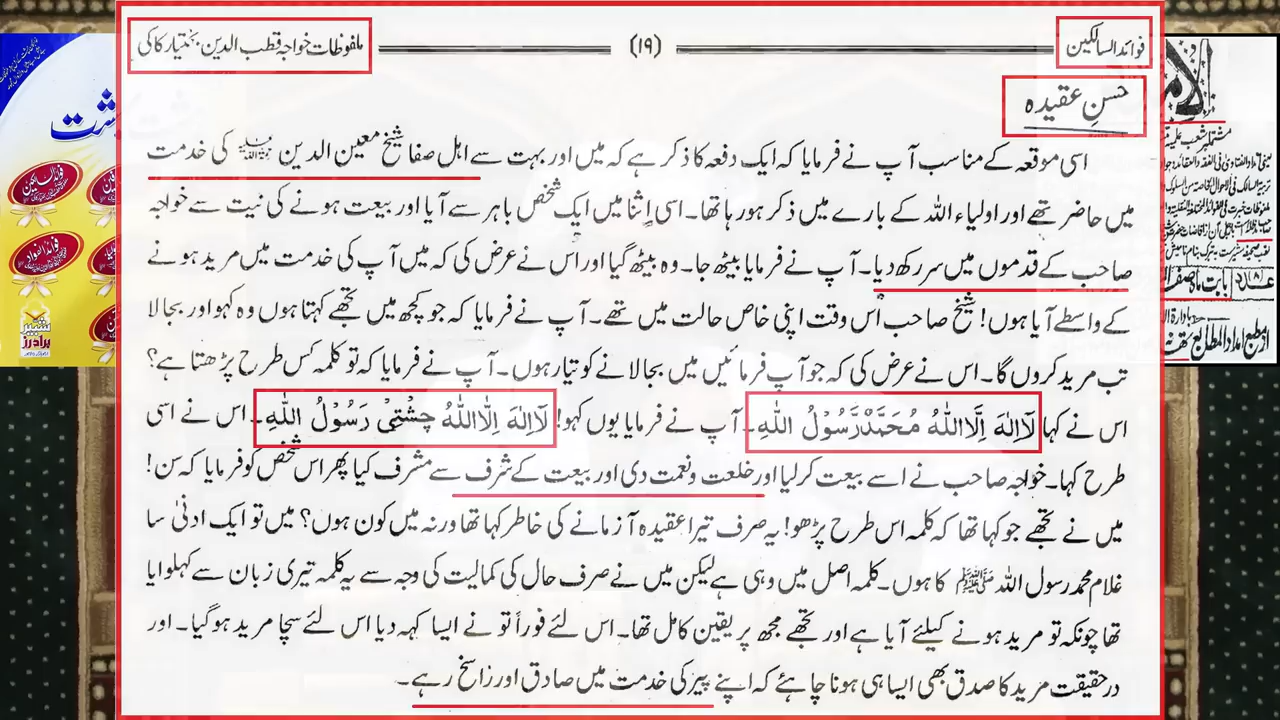 فوائد السالکین
(۱۹)
ملفوظات خواجہ قطب الدین بختیار کاکی
حسنِ عقیدہ
اسی موقعہ کے مناسب آپ نے فرمایا کہ ایک دفعہ کا ذکر ہے کہ میں اور بہت سے اہل صفا شیخ معین الدین رحمۃ اللہ علیہ کی خدمت
میں حاضر تھے اور اولیاء اللہ کے بارے میں ذکر ہو رہا تھا۔ اسی اِثنا میں ایک شخص باہر سے آیا اور بیعت ہونے کی نیت سے خواجہ
صاحب کے قدموں میں سر رکھ دیا۔ آپ نے فرمایا بیٹھ جا۔ وہ بیٹھ گیا اور اس نے عرض کی کہ میں آپ کی خدمت میں مرید ہونے
کے واسطے آیا ہوں! شیخ صاحب اس وقت اپنی خاص حالت میں تھے۔ آپ نے فرمایا کہ جو کچھ میں تجھے کہتا ہوں وہ کہو اور بجا لا
تب مرید کروں گا۔ اس نے عرض کی کہ جو آپ فرمائیں میں بجا لانے کو تیار ہوں۔ آپ نے فرمایا کہ تو کلمہ کس طرح پڑھتا ہے؟
اس نے کہا لَآ اِلٰہَ اِلَّا اللّٰہُ مُحَمَّدٌ رَّسُوْلُ اللّٰہِ۔ آپ نے فرمایا یوں کہو! لَآ اِلٰہَ اِلَّا اللّٰہُ چِشْتِیْ رَسُوْلُ اللّٰہِ۔ اس نے اسی
طرح کہا۔ خواجہ صاحب نے اسے بیعت کر لیا اور خلعت و نعمت دی اور بیعت کے شرف سے مشرف کیا پھر اس شخص کو فرمایا کہ سن!
میں نے تجھے جو کہا تھا کہ کلمہ اس طرح پڑھو! یہ صرف تیرا عقیدہ آزمانے کی خاطر کہا تھا ورنہ میں کون ہوں؟ میں تو ایک ادنیٰ سا
غلام محمد رسول اللہ ﷺ کا ہوں۔ کلمہ اصل میں وہی ہے لیکن میں نے صرف حال کی کمالیت کی وجہ سے یہ کلمہ تیری زبان سے کہلوایا
تھا چونکہ تو مرید ہونے کیلئے آیا ہے اور تجھے مجھ پر یقین کامل تھا۔ اس لئے فوراً تو نے ایسا کہہ دیا اس لئے سچا مرید ہو گیا۔ اور
درحقیقت مرید کا صدق بھی ایسا ہی ہونا چاہئے کہ اپنے پیر کی خدمت میں صادق اور راسخ رہے۔
فوائد السالکین
فوائد الفواد
شبیر برادرز